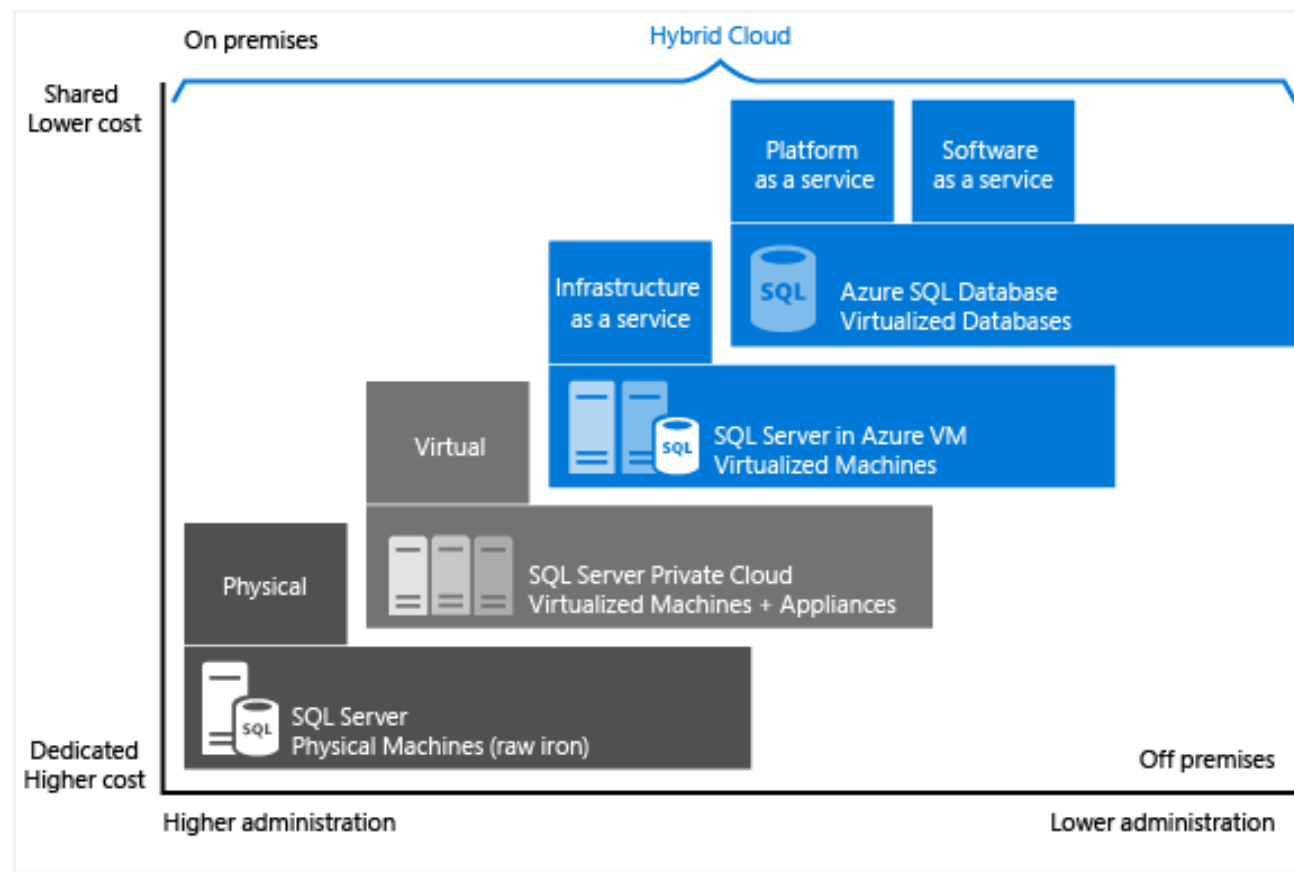 On premises
Hybrid Cloud
Shared
Lower cost
Platform
as a service
Software
as a service
Infrastructure
as a service
SQL
Azure SQL Database
Virtualized Databases
Virtual
SQL
SQL Server in Azure VM
Virtualized Machines
Physical
SQL Server Private Cloud
Virtualized Machines + Appliances
SQL
SQL Server
Physical Machines (raw iron)
Dedicated
Higher cost
Off premises
Higher administration
Lower administration